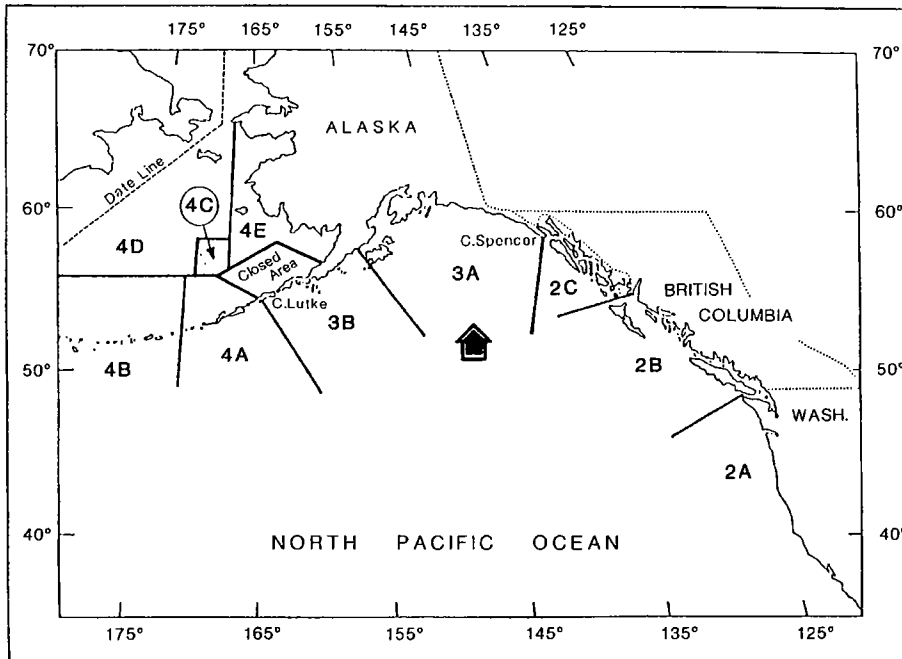 175° 165° 155° 145° 135° 125°
70° 70°
ALASKA
Date Line
4C
60° 60°
4D 4E
C.Spencer
Closed
Area
3A
2C
BRITISH
COLUMBIA
C.Lutke
3B
4B 4A
2B
50° 50°
WASH.
2A
40° 40°
NORTH PACIFIC OCEAN
175° 165° 155° 145° 135° 125°